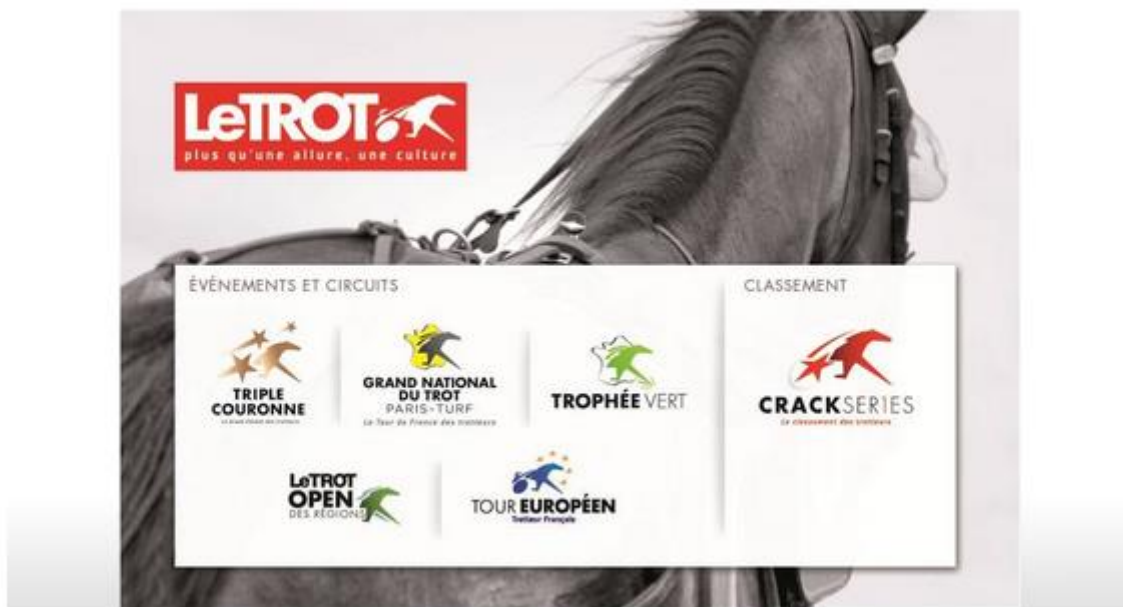 LeTROT
plus qu'une allure, une culture
ÉVÉNEMENTS ET CIRCUITS
CLASSEMENT
TRIPLE
COURONNE
GRAND NATIONAL
DU TROT
PARIS-TURF
Le Tour de France des trotteurs
TROPHÉE VERT
CRACKSERIES
Le classement des trotteurs
LeTROT
OPEN
DES RÉGIONS
TOUR EUROPÉEN
Trotteur Français